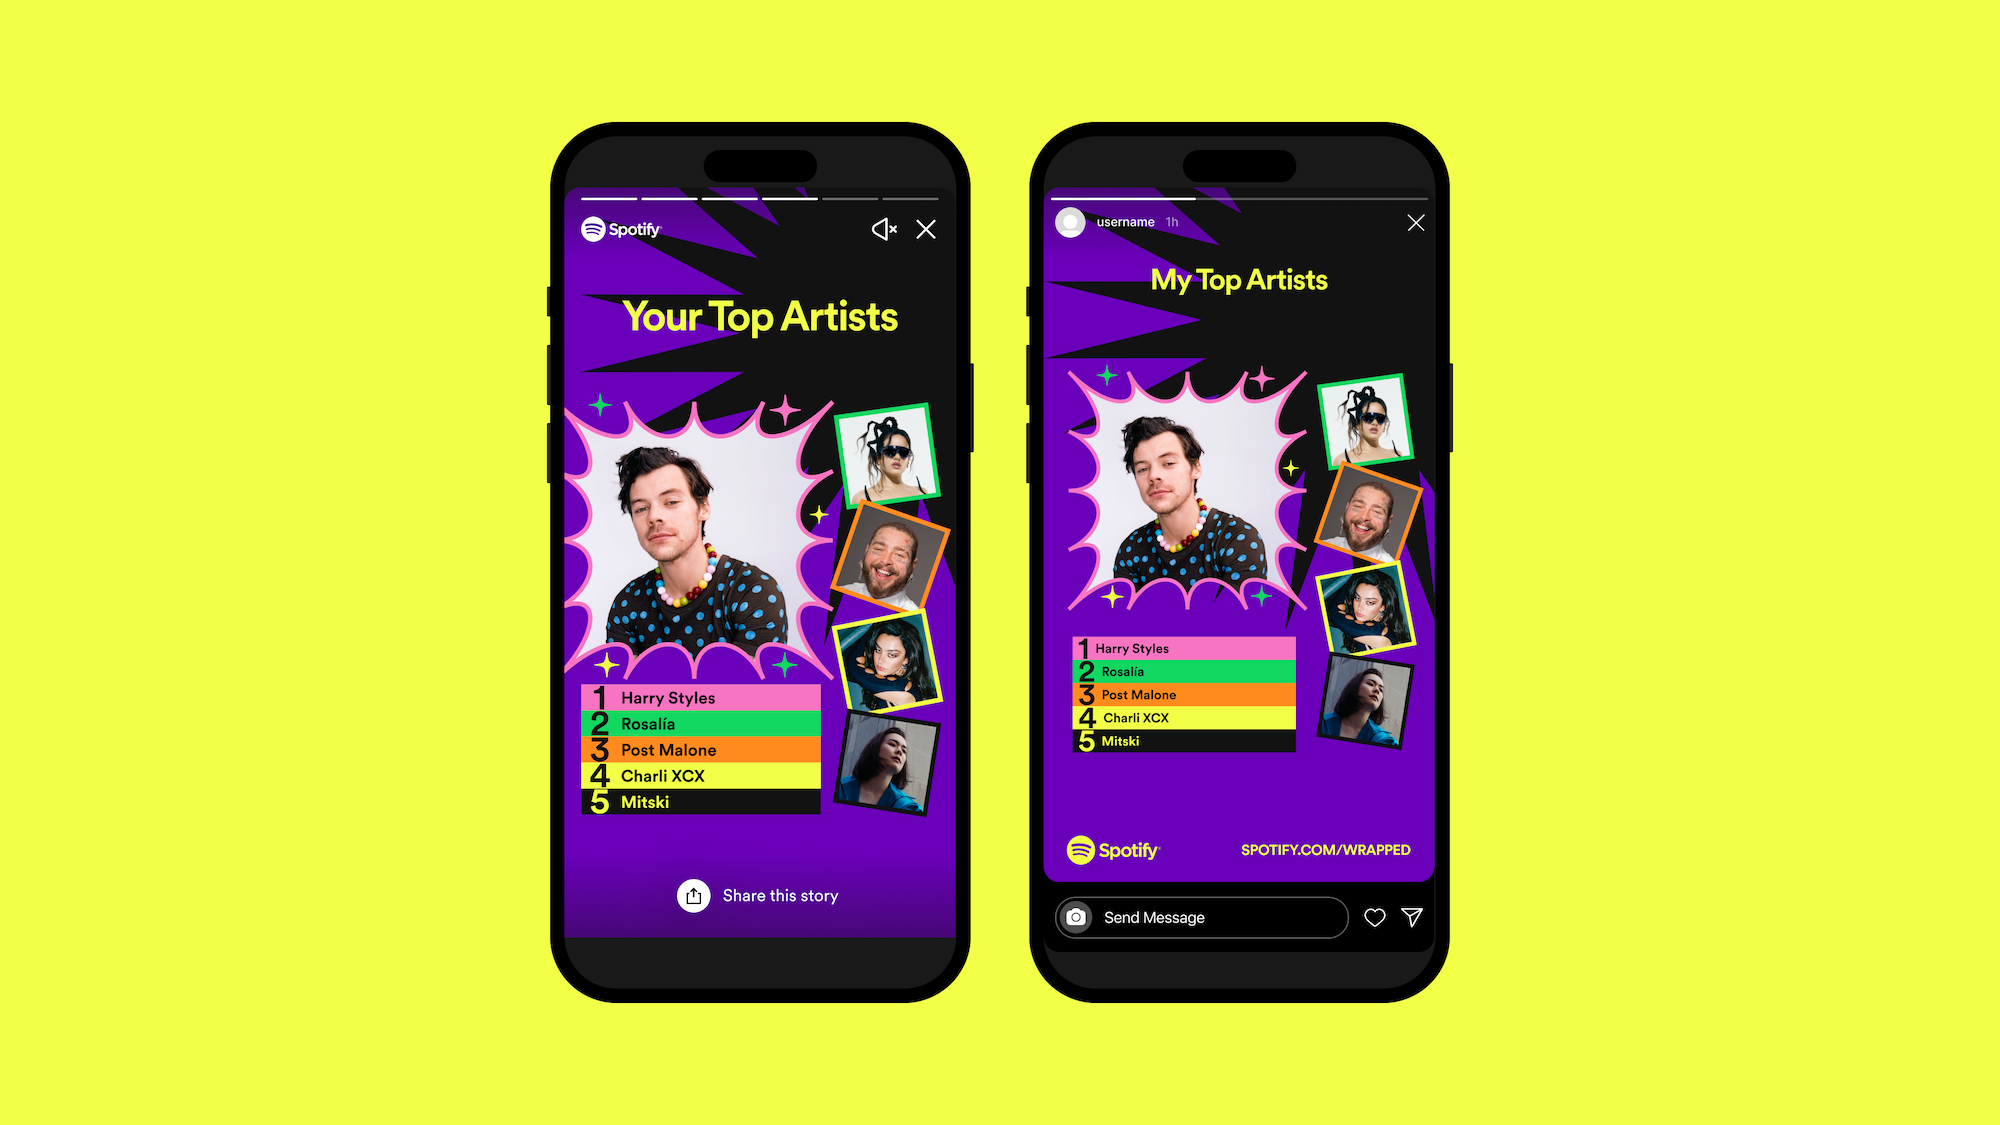 Spotify
Your Top Artists
1 Harry Styles
2 Rosalía
3 Post Malone
4 Charli XCX
5 Mitski
Share this story
username 1h
My Top Artists
1 Harry Styles
2 Rosalía
3 Post Malone
4 Charli XCX
5 Mitski
Spotify
SPOTIFY.COM/WRAPPED
Send Message